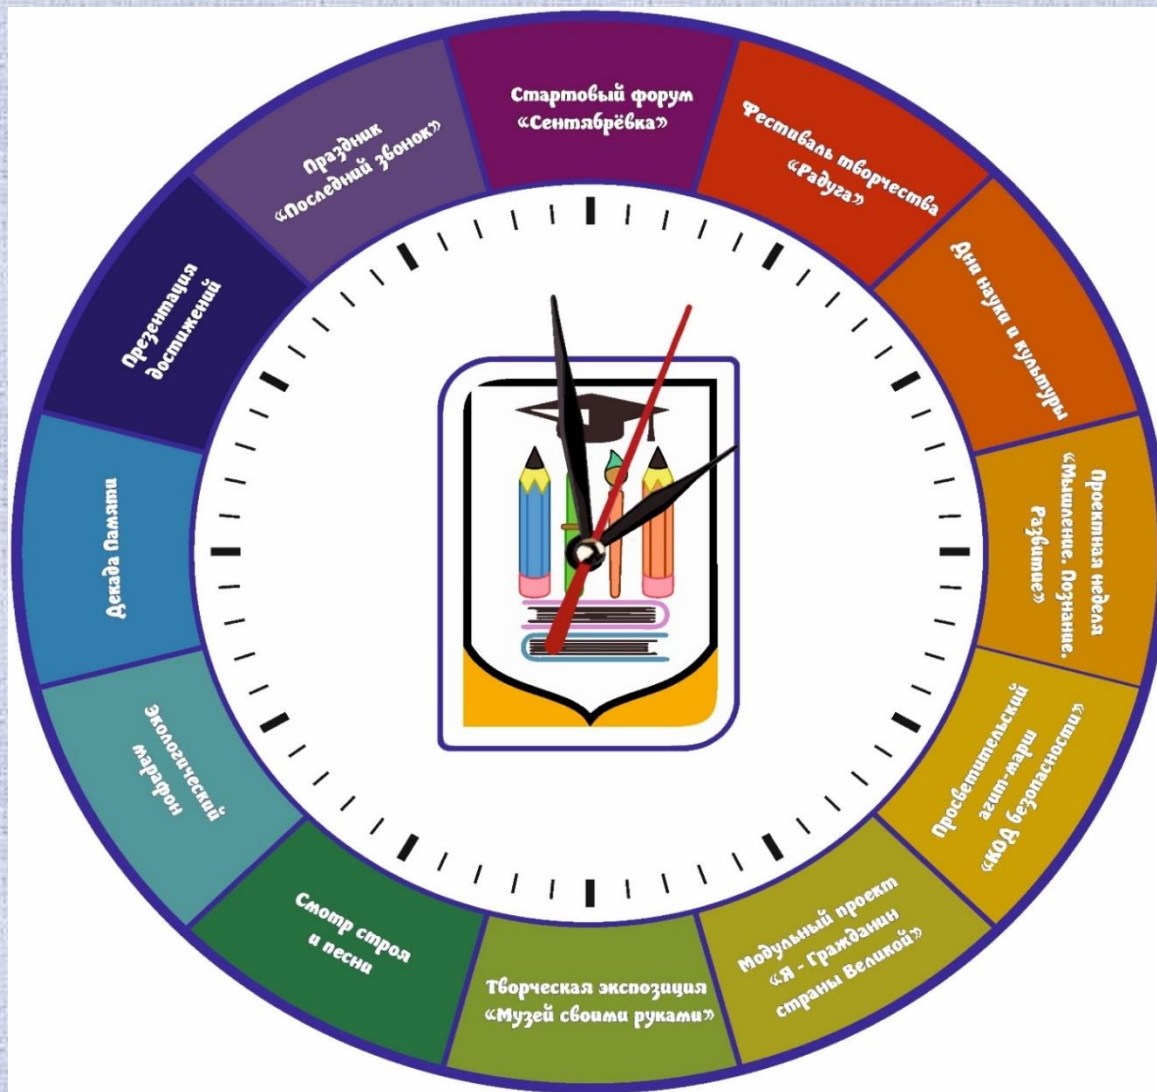 Стартовый форум
«Сентябрёвка»
Фестиваль творчества
«Радуга»
Дни науки и культуры
Проектная неделя
«Мышление. Познание.
Развитие»
Просветительский
агит-марш
«КОД безопасности»
Модульный проект
«Я - Гражданин
страны Великой»
Творческая экспозиция
«Музей своими руками»
Смотр строя
и песни
Экологический
марафон
Декада Памяти
Презентация
достижений
Праздник
«Последний звонок»